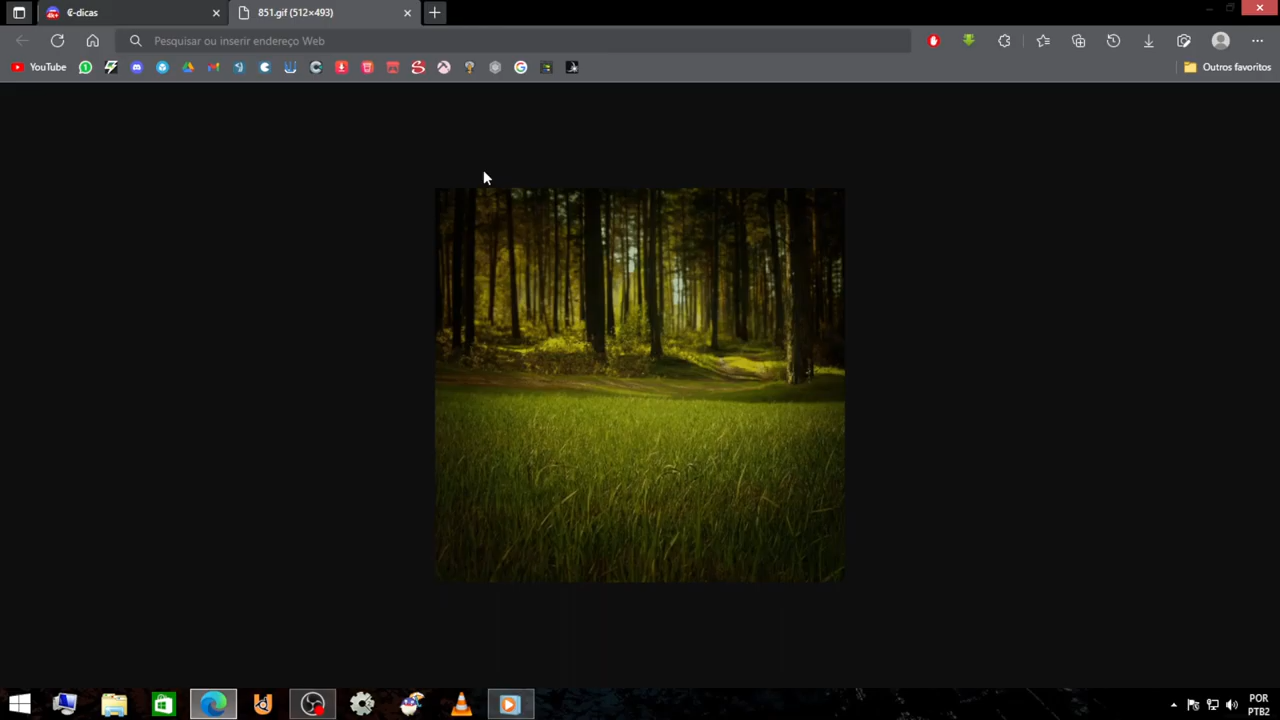 ₢-dicas
851.gif (512×493)
Pesquisar ou inserir endereço Web
YouTube
Outros favoritos
POR
PTB2